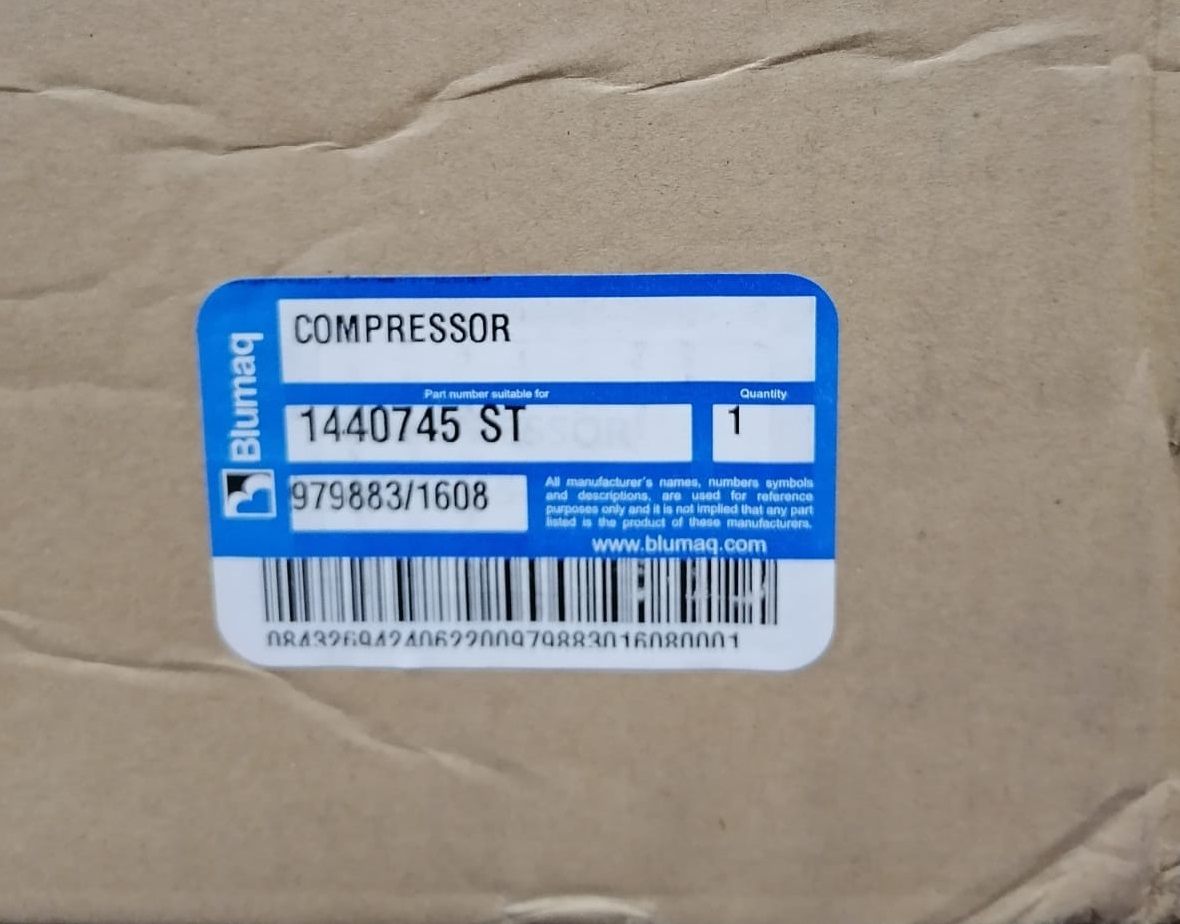 Blumaq
COMPRESSOR
Part number suitable for
Quantity
1440745 ST
1
979883/1608
All manufacturer's names, numbers symbols
and descriptions, are used for reference
purposes only and it is not implied that any part
listed is the product of these manufacturers.
www.blumaq.com
0843269424062200979883016080001